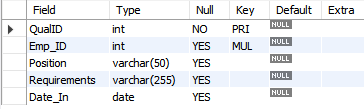 Field Type Null Key Default Extra
QualID int NO PRI NULL
Emp_ID int YES MUL NULL
Position varchar(50) YES NULL
Requirements varchar(255) YES NULL
Date_In date YES NULL